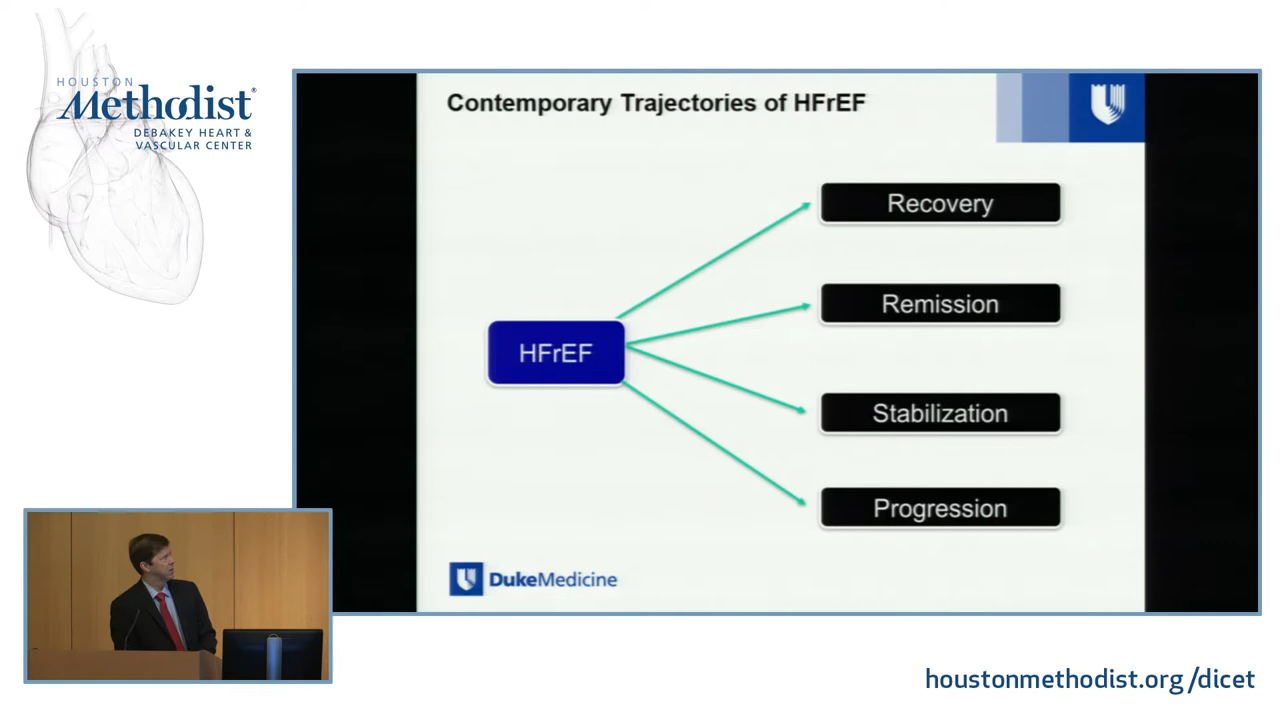 HOUSTON
Methodist®
DEBAKEY HEART &
VASCULAR CENTER
Contemporary Trajectories of HFrEF
HFrEF
Recovery
Remission
Stabilization
Progression
DukeMedicine
houstonmethodist.org/dicet